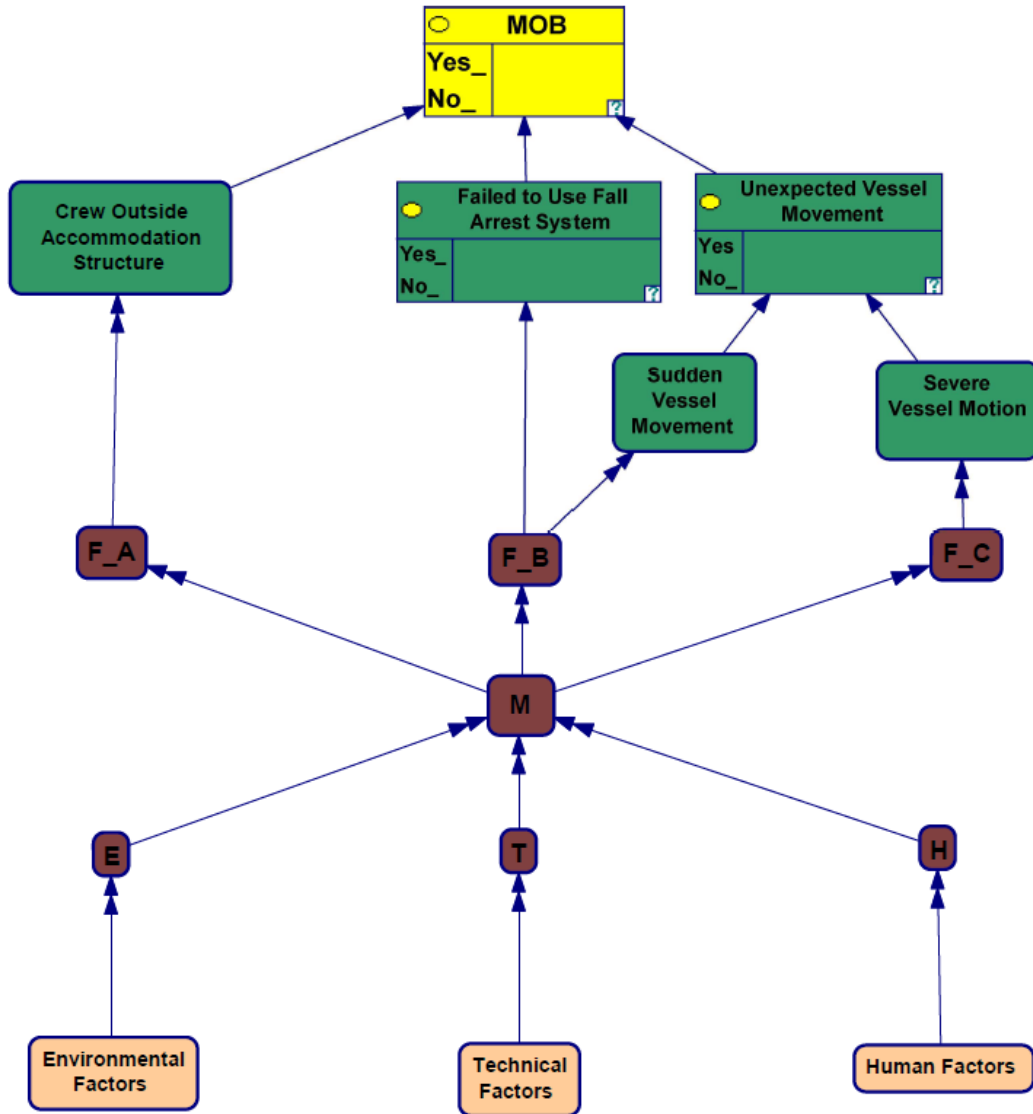 MOB
Yes_
No_
?
Crew Outside
Accommodation
Structure
Failed to Use Fall
Arrest System
Yes_
No_
?
Unexpected Vessel
Movement
Yes
No_
?
Sudden
Vessel
Movement
Severe
Vessel Motion
F_A
F_B
F_C
M
E
T
H
Environmental
Factors
Technical
Factors
Human Factors